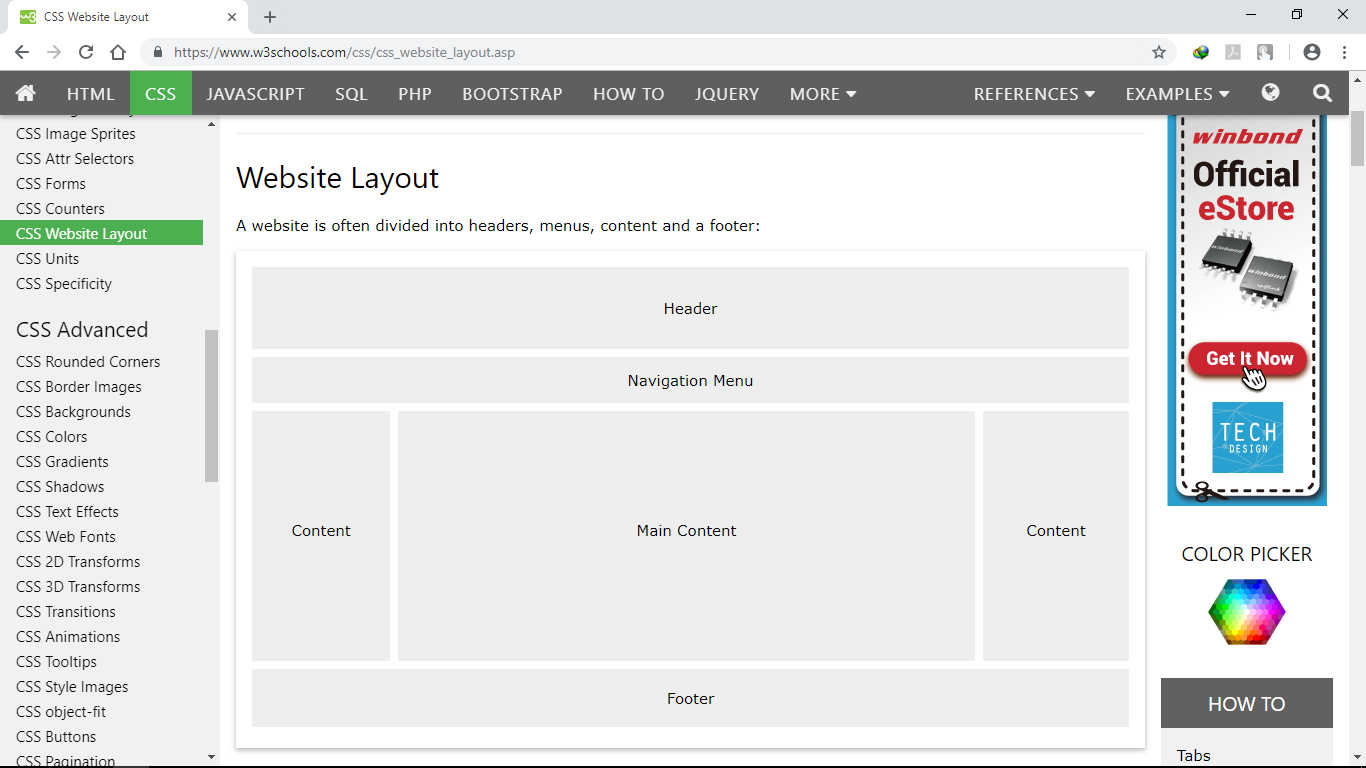 CSS Website Layout
https://www.w3schools.com/css/css_website_layout.asp
HTML CSS JAVASCRIPT SQL PHP BOOTSTRAP HOW TO JQUERY MORE REFERENCES EXAMPLES
CSS Image Sprites
CSS Attr Selectors
CSS Forms
CSS Counters
CSS Website Layout
CSS Units
CSS Specificity
CSS Advanced
CSS Rounded Corners
CSS Border Images
CSS Backgrounds
CSS Colors
CSS Gradients
CSS Shadows
CSS Text Effects
CSS Web Fonts
CSS 2D Transforms
CSS 3D Transforms
CSS Transitions
CSS Animations
CSS Tooltips
CSS Style Images
CSS object-fit
CSS Buttons
CSS Pagination
Website Layout
A website is often divided into headers, menus, content and a footer:
Header
Navigation Menu
Content
Main Content
Content
Footer
winbond
Official
eStore
winbond
winbond
Get It Now
TECH
DESIGN
COLOR PICKER
HOW TO
Tabs